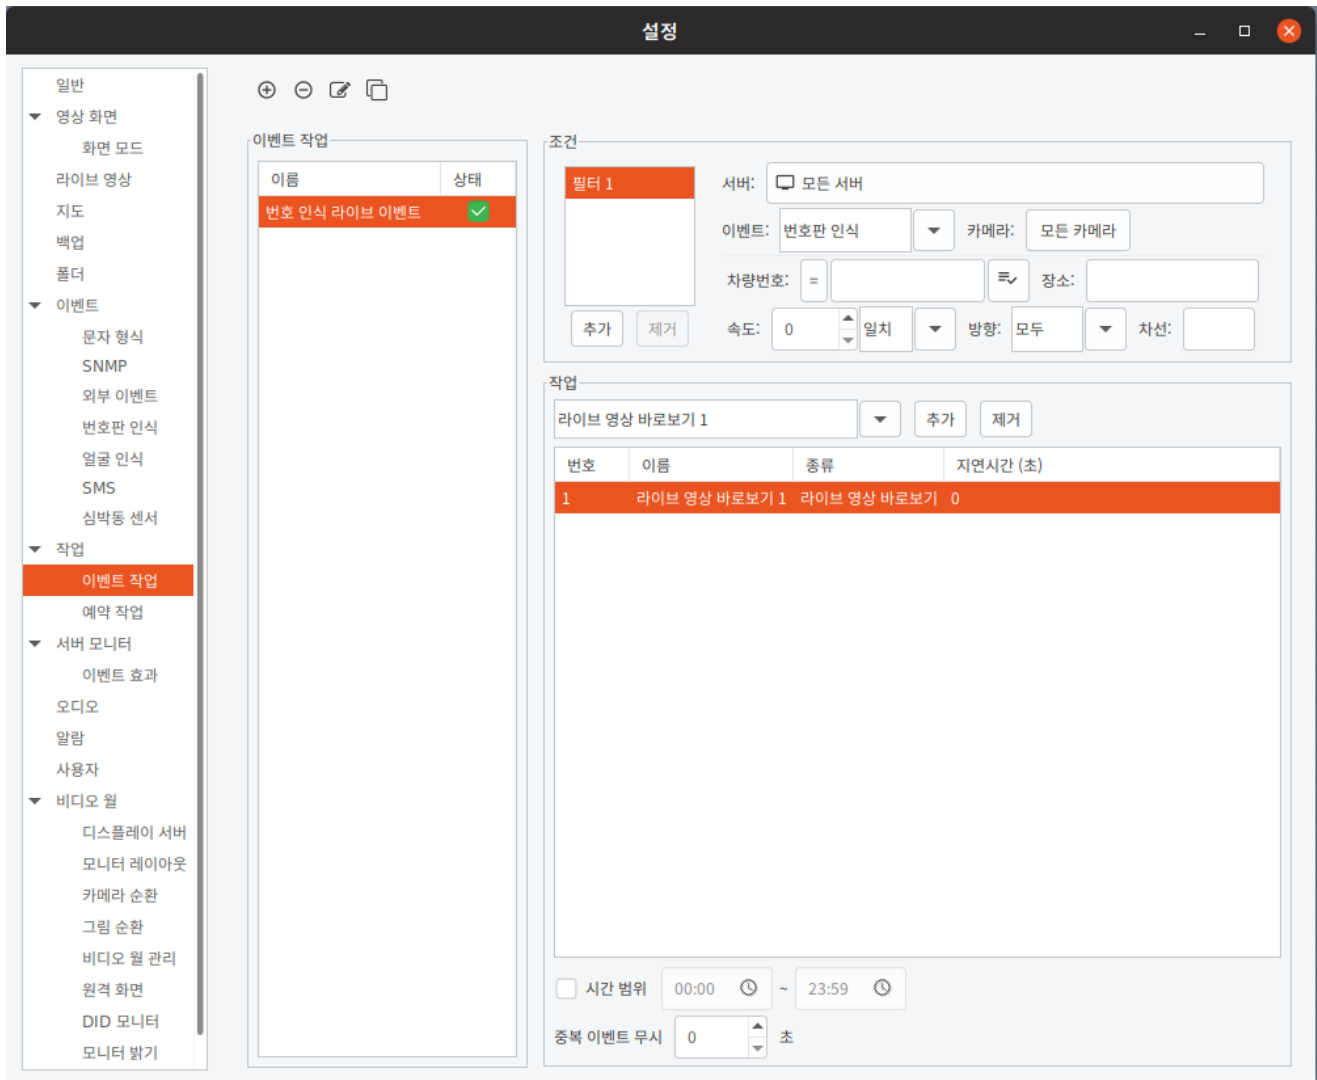 설정
일반
영상 화면
화면 모드
라이브 영상
지도
백업
폴더
이벤트
문자 형식
SNMP
외부 이벤트
번호판 인식
얼굴 인식
SMS
심박동 센서
작업
이벤트 작업
예약 작업
서버 모니터
이벤트 효과
오디오
알람
사용자
비디오 월
디스플레이 서버
모니터 레이아웃
카메라 순환
그림 순환
비디오 월 관리
원격 화면
DID 모니터
모니터 밝기
이벤트 작업
이름 상태
번호 인식 라이브 이벤트
조건
필터 1
추가 제거
서버: 모든 서버
이벤트: 번호판 인식 카메라: 모든 카메라
차량번호: = 장소:
속도: 0 일치 방향: 모두 차선:
작업
라이브 영상 바로보기 1 추가 제거
번호 이름 종류 지연시간 (초)
1 라이브 영상 바로보기 1 라이브 영상 바로보기 0
시간 범위 00:00 ~ 23:59
중복 이벤트 무시 0 초